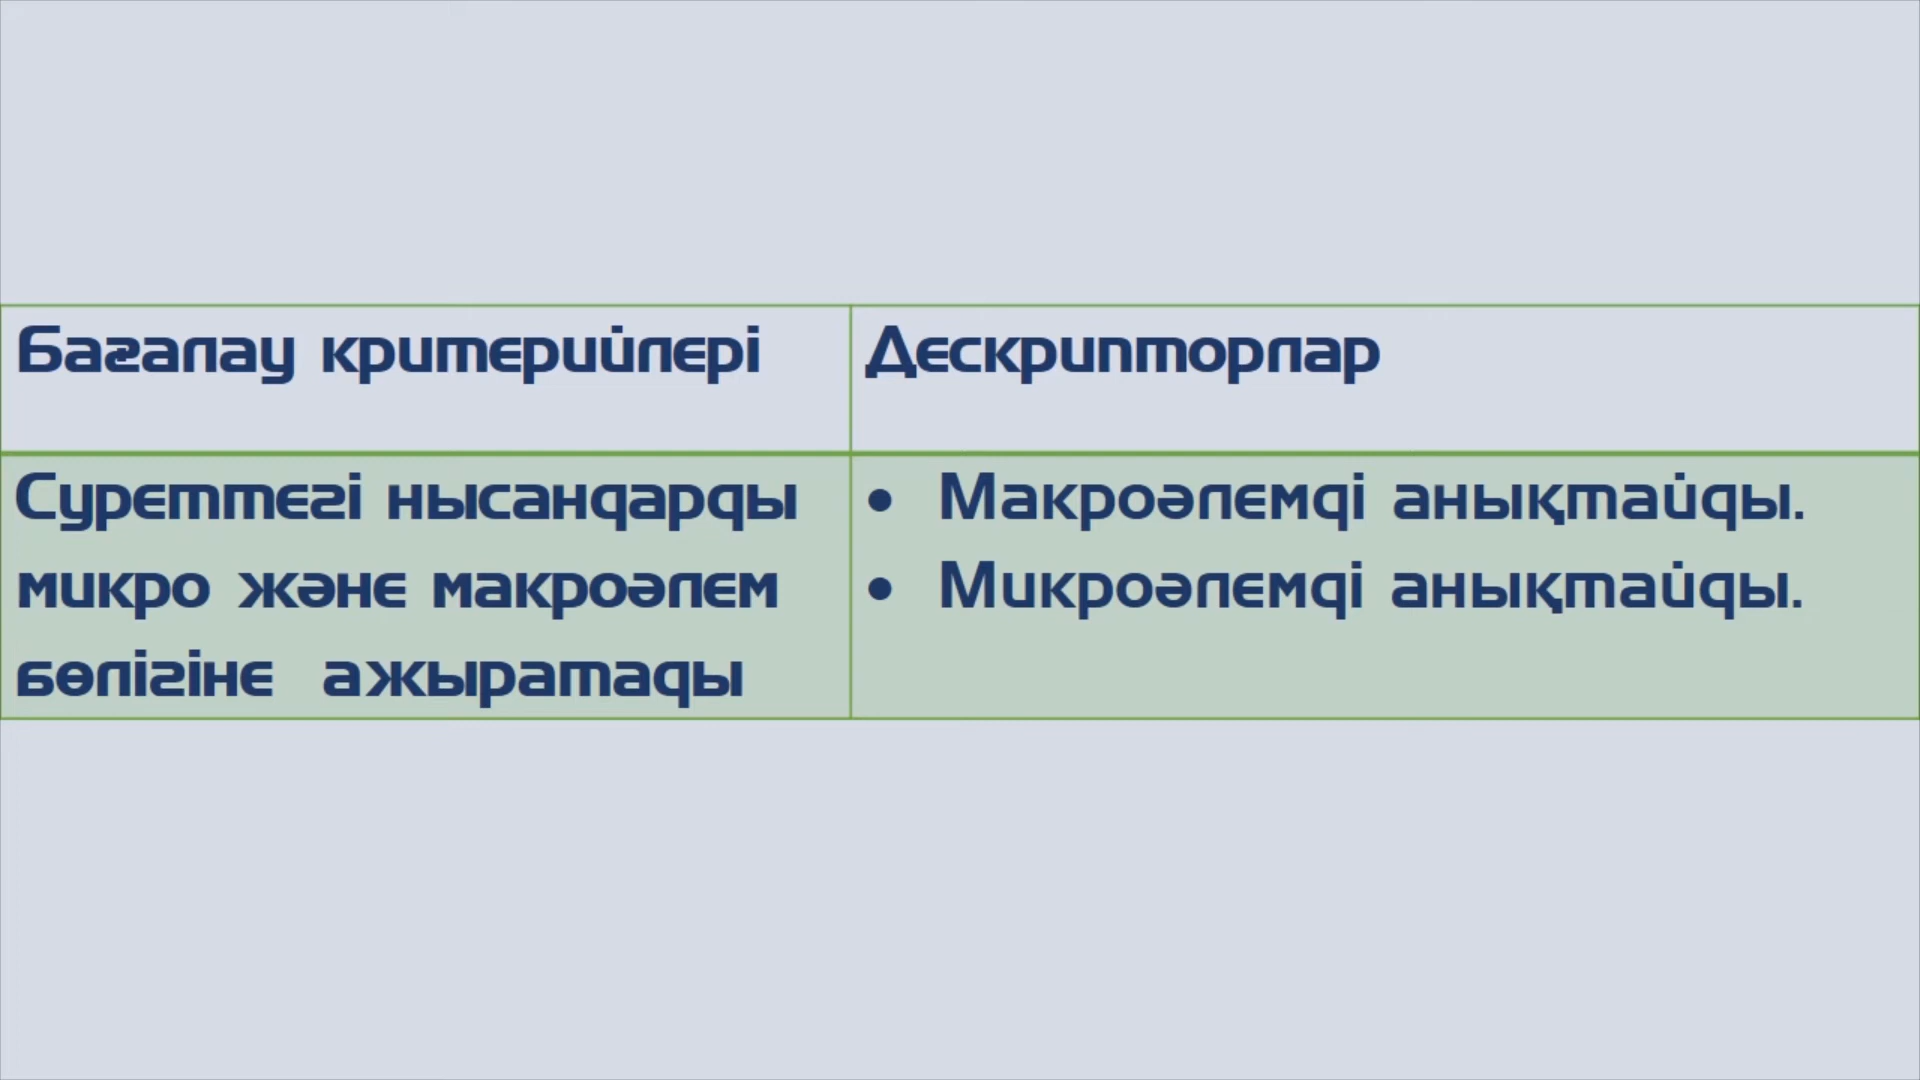 Бағалау критерийлері
Дескрипторлар
Суреттегі нысандарды
микро және макроәлем
бөлігіне ажыратады
• Макроәлемді анықтайды.
• Микроәлемді анықтайды.